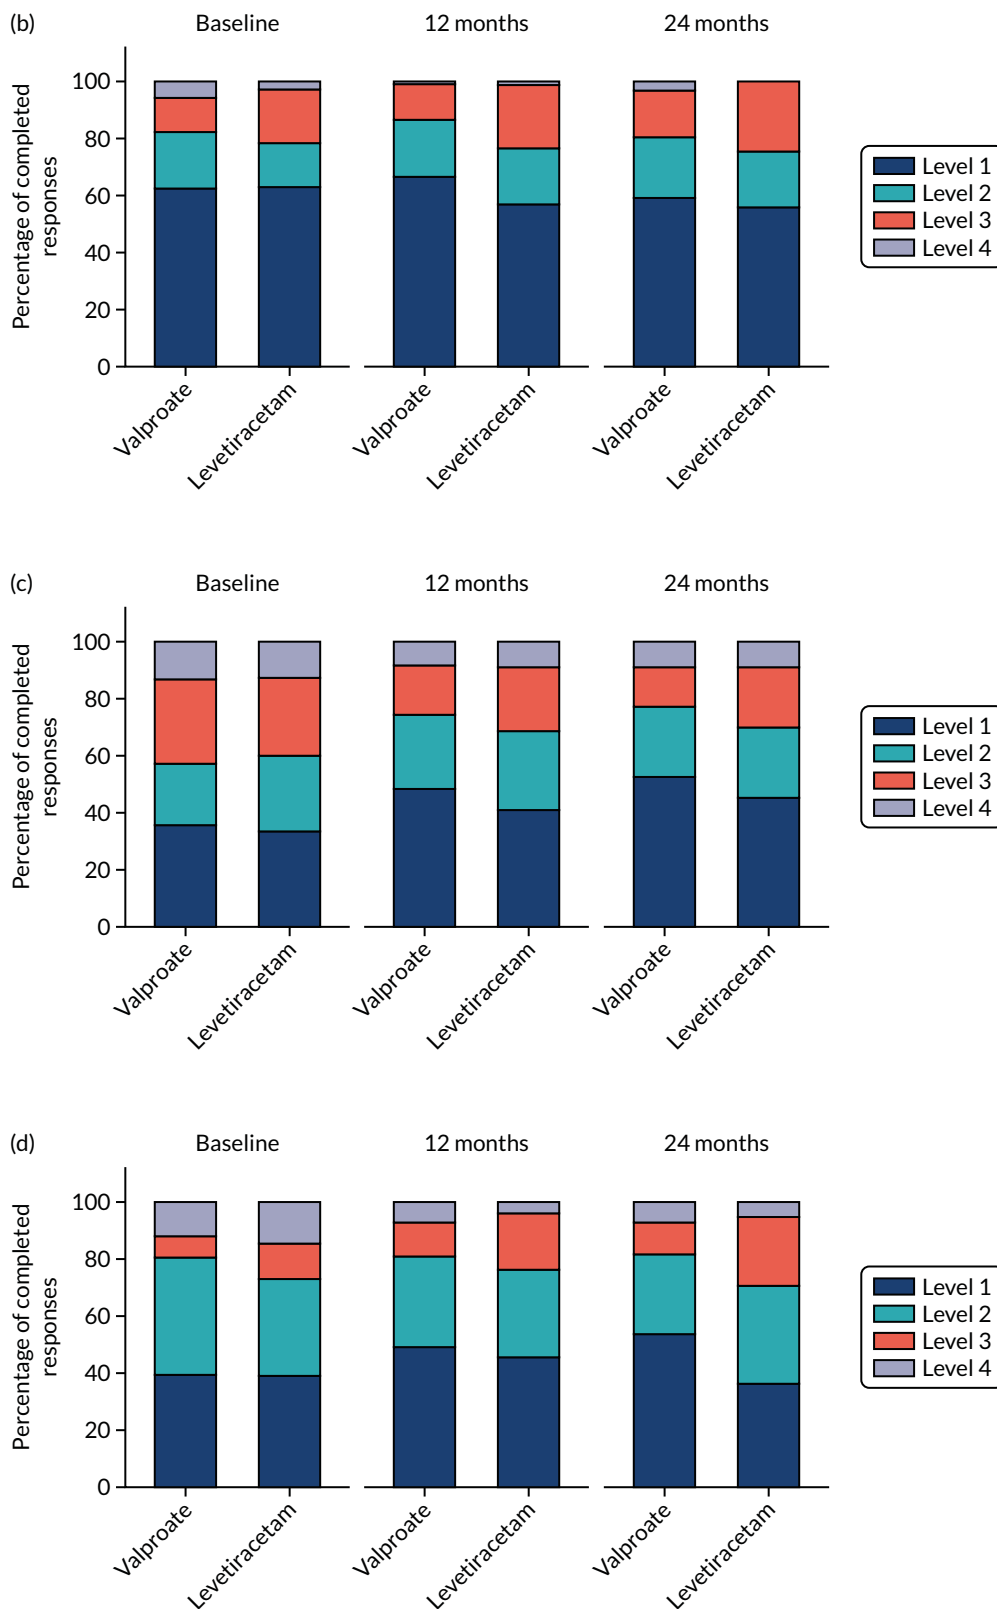 (b)
Baseline
12 months
24 months
Percentage of completed
responses
100
80
60
40
20
0
Valproate
Levetiracetam
Valproate
Levetiracetam
Valproate
Levetiracetam
Level 1
Level 2
Level 3
Level 4
(c)
Baseline
12 months
24 months
Percentage of completed
responses
100
80
60
40
20
0
Valproate
Levetiracetam
Valproate
Levetiracetam
Valproate
Levetiracetam
Level 1
Level 2
Level 3
Level 4
(d)
Baseline
12 months
24 months
Percentage of completed
responses
100
80
60
40
20
0
Valproate
Levetiracetam
Valproate
Levetiracetam
Valproate
Levetiracetam
Level 1
Level 2
Level 3
Level 4